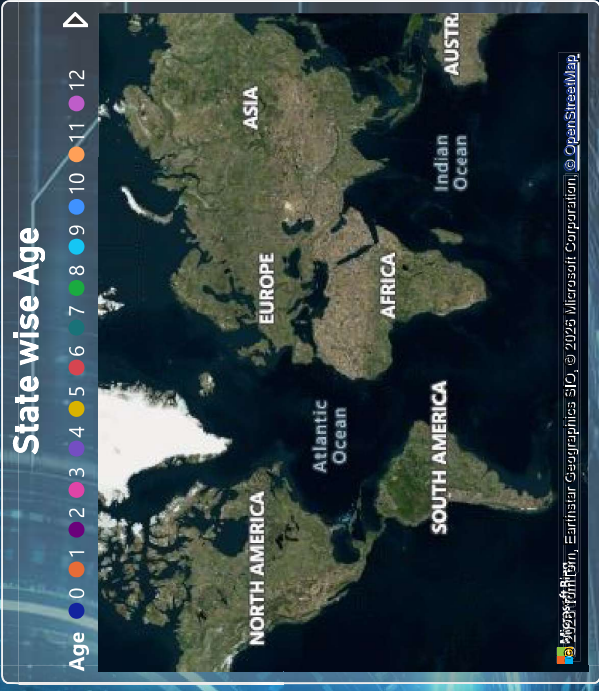 State wise Age
Age 0 1 2 3 4 5 6 7 8 9 10 11 12
NORTH AMERICA
EUROPE
ASIA
Atlantic
Ocean
AFRICA
SOUTH AMERICA
Indian
Ocean
AUSTR
Microsoft Bing
© 2025 TomTom, Earthstar Geographics SIO, © 2025 Microsoft Corporation, © OpenStreetMap